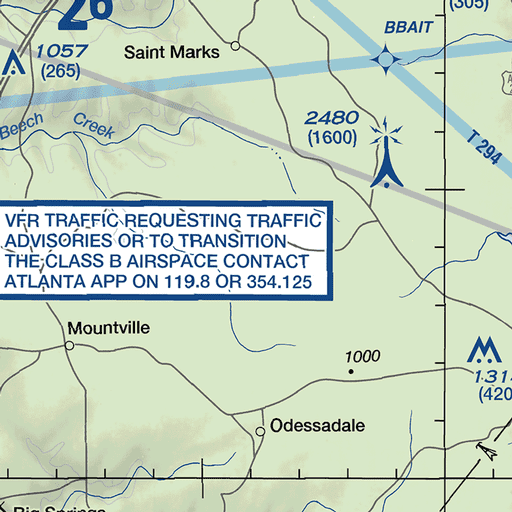 26
(305)
BBAIT
Saint Marks
1057
(265)
Beech Creek
2480
(1600)
T 294
VFR TRAFFIC REQUESTING TRAFFIC
ADVISORIES OR TO TRANSITION
THE CLASS B AIRSPACE CONTACT
ATLANTA APP ON 119.8 OR 354.125
Mountville
1000
(420
Odessadale
Big Springs